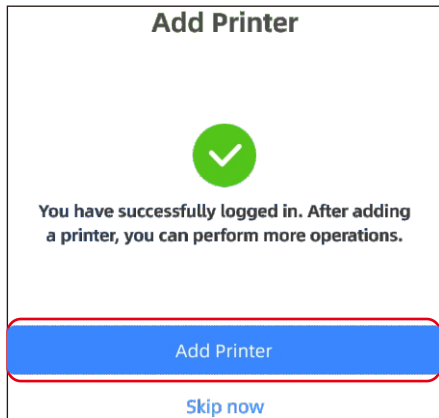 Add Printer
You have successfully logged in. After adding
a printer, you can perform more operations.
Add Printer
Skip now